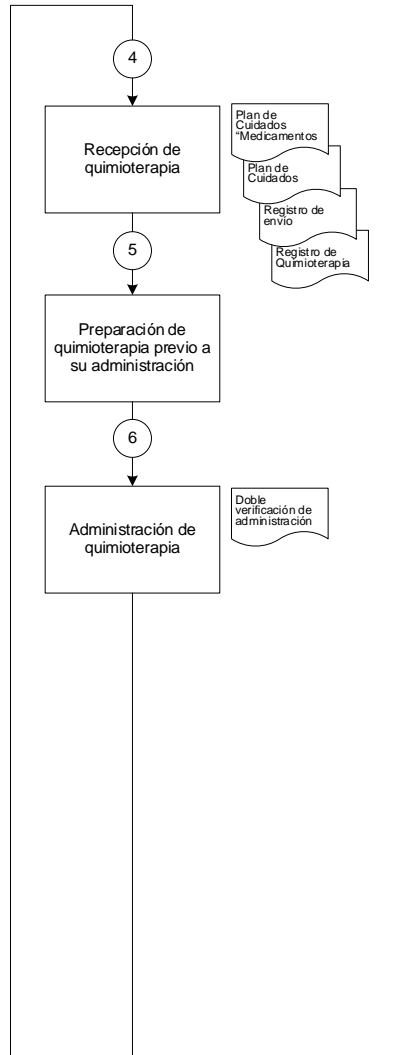 4
Recepción de
quimioterapia
Plan de
Cuidados
“Medicamentos
Plan de
Cuidados
Registro de
envío
Registro de
Quimioterapia
5
Preparación de
quimioterapia previo a
su administración
6
Administración de
quimioterapia
Doble
verificación de
administración